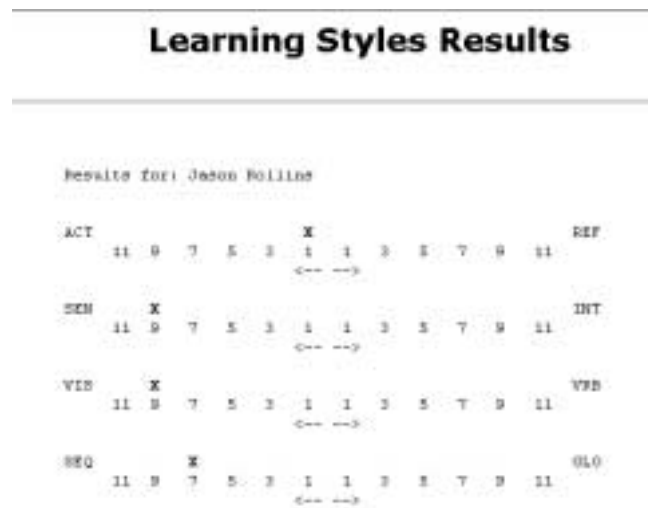 Learning Styles Results
Results for: Jason Rollins
ACT X REF
11 9 7 5 3 1 1 3 5 7 9 11
<-- -->
SEN X INT
11 9 7 5 3 1 1 3 5 7 9 11
<-- -->
VIS X VRB
11 9 7 5 3 1 1 3 5 7 9 11
<-- -->
SEQ X GLO
11 9 7 5 3 1 1 3 5 7 9 11
<-- -->